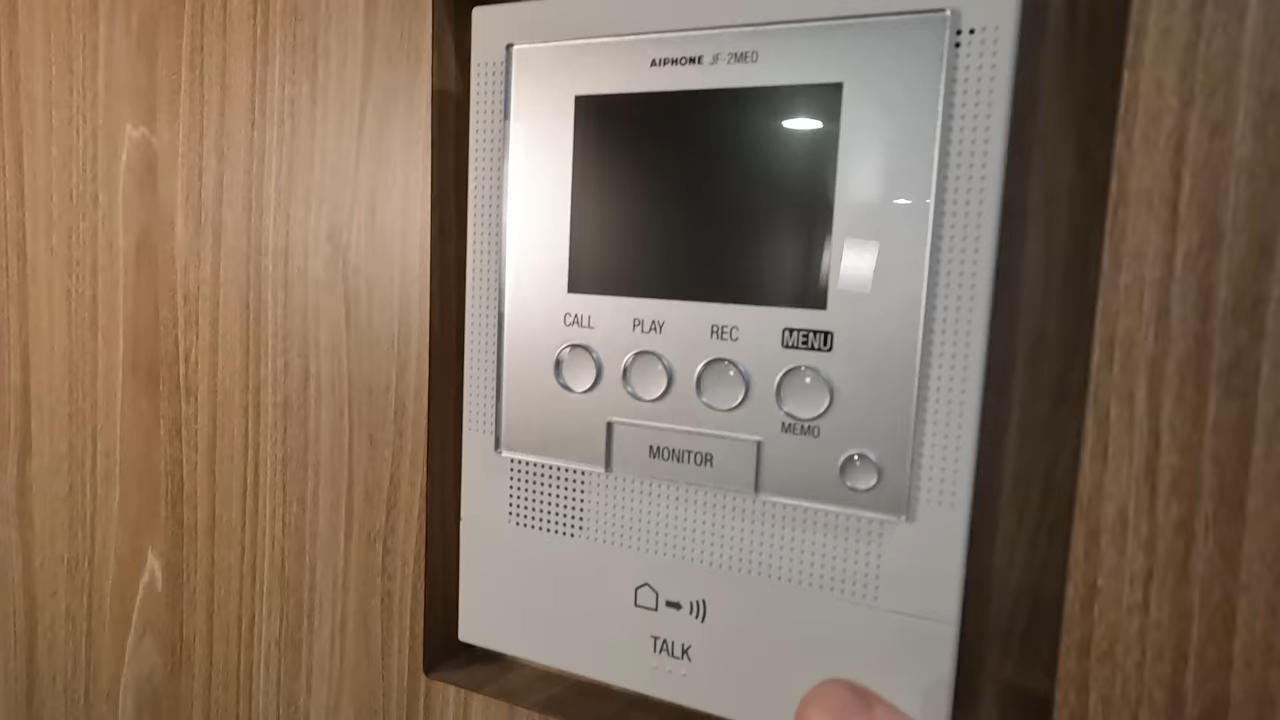 AIPHONE JF-2MED
CALL PLAY REC MENU
MEMO
MONITOR
TALK